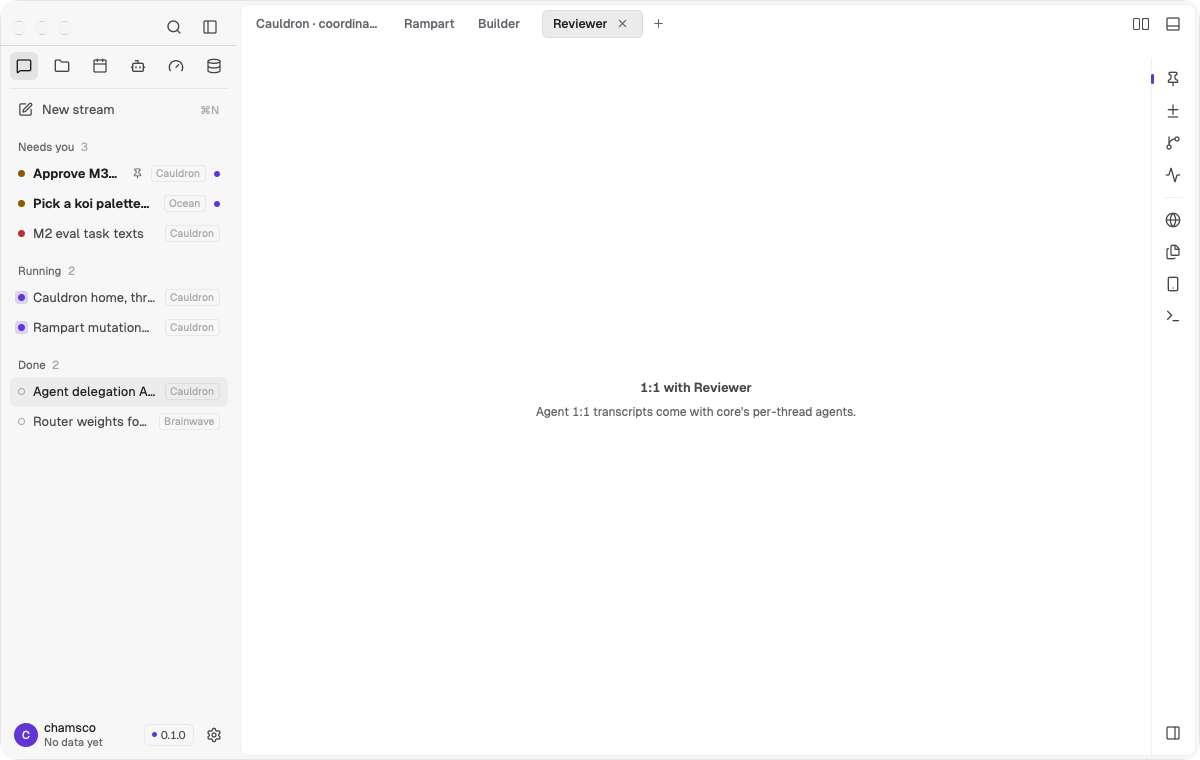 Cauldron · coordina...
Rampart
Builder
Reviewer
New stream
⌘N
Needs you 3
Approve M3... Cauldron
Pick a koi palette... Ocean
M2 eval task texts Cauldron
Running 2
Cauldron home, thr... Cauldron
Rampart mutation... Cauldron
Done 2
Agent delegation A... Cauldron
Router weights fo... Brainwave
1:1 with Reviewer
Agent 1:1 transcripts come with core's per-thread agents.
C
chamsco
No data yet
0.1.0